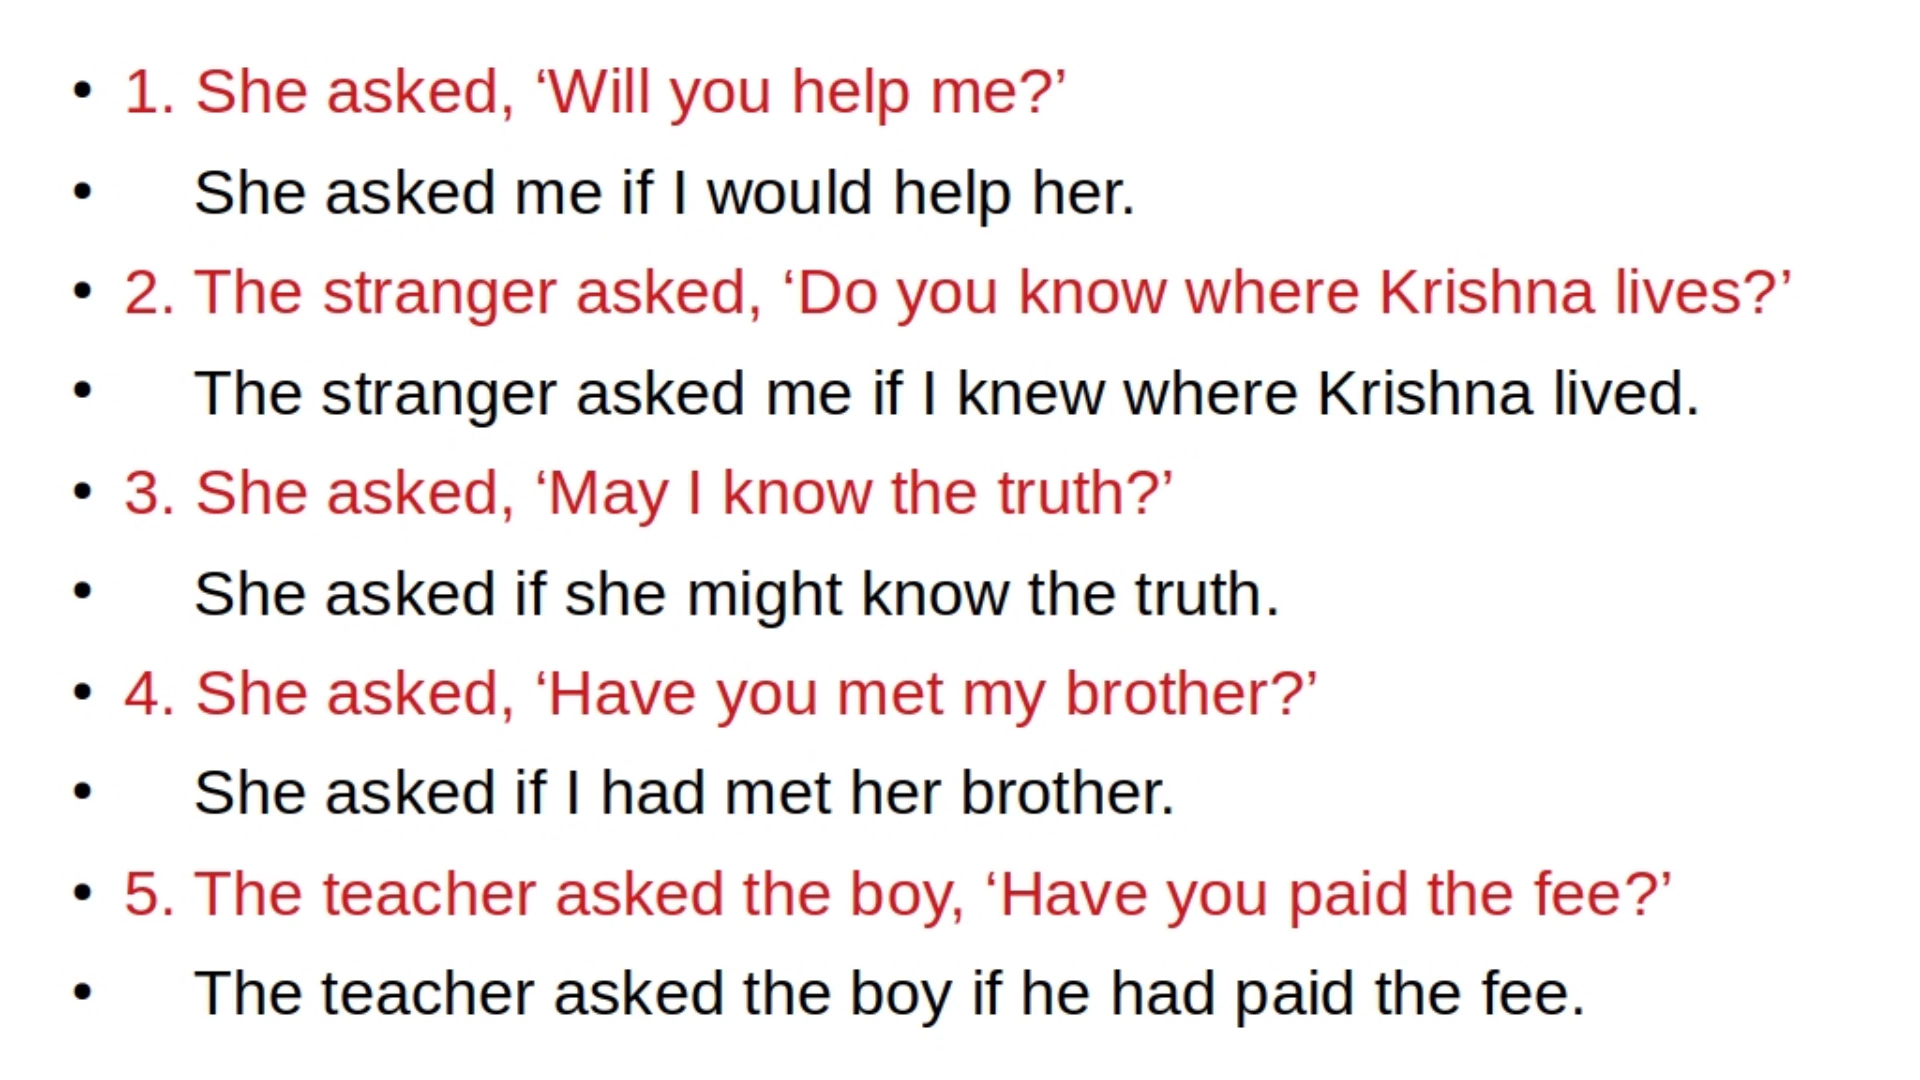 • 1. She asked, ‘Will you help me?’
• She asked me if I would help her.
• 2. The stranger asked, ‘Do you know where Krishna lives?’
• The stranger asked me if I knew where Krishna lived.
• 3. She asked, ‘May I know the truth?’
• She asked if she might know the truth.
• 4. She asked, ‘Have you met my brother?’
• She asked if I had met her brother.
• 5. The teacher asked the boy, ‘Have you paid the fee?’
• The teacher asked the boy if he had paid the fee.